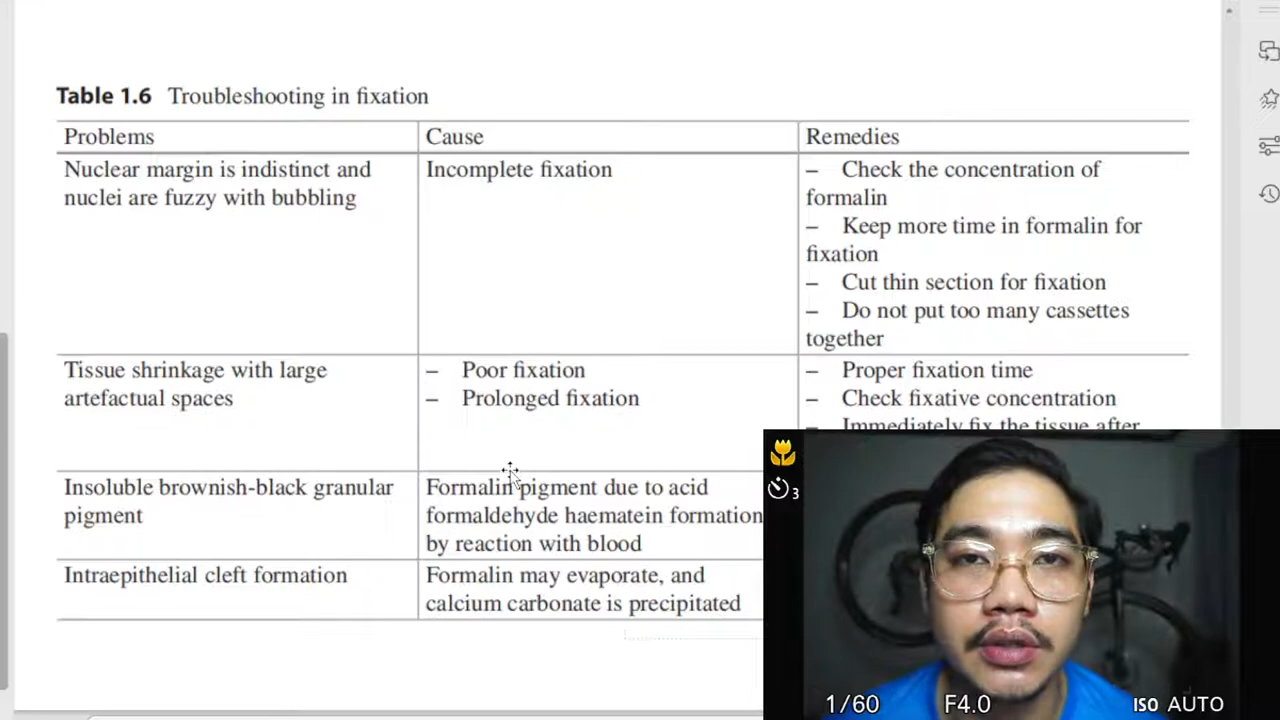 Table 1.6 Troubleshooting in fixation
Problems
Cause
Remedies
Nuclear margin is indistinct and
nuclei are fuzzy with bubbling
Incomplete fixation
– Check the concentration of
formalin
– Keep more time in formalin for
fixation
– Cut thin section for fixation
– Do not put too many cassettes
together
Tissue shrinkage with large
artefactual spaces
– Poor fixation
– Prolonged fixation
– Proper fixation time
– Check fixative concentration
– Immediately fix the tissue after
Insoluble brownish-black granular
pigment
Formalin pigment due to acid
formaldehyde haematein formation
by reaction with blood
Intraepithelial cleft formation
Formalin may evaporate, and
calcium carbonate is precipitated
3
1/60 F4.0 ISO AUTO